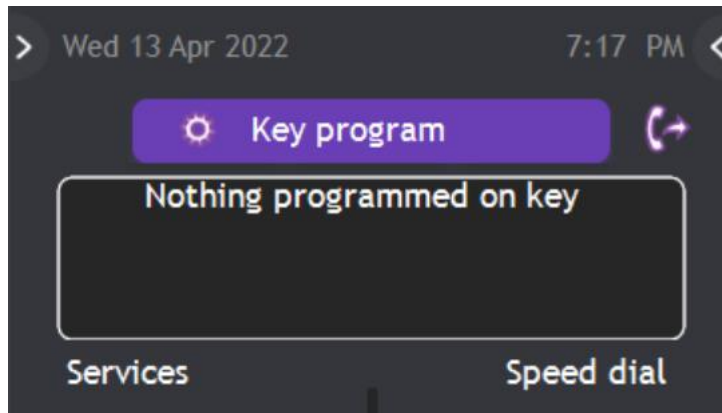 Wed 13 Apr 2022 7:17 PM
Key program
Nothing programmed on key
Services Speed dial